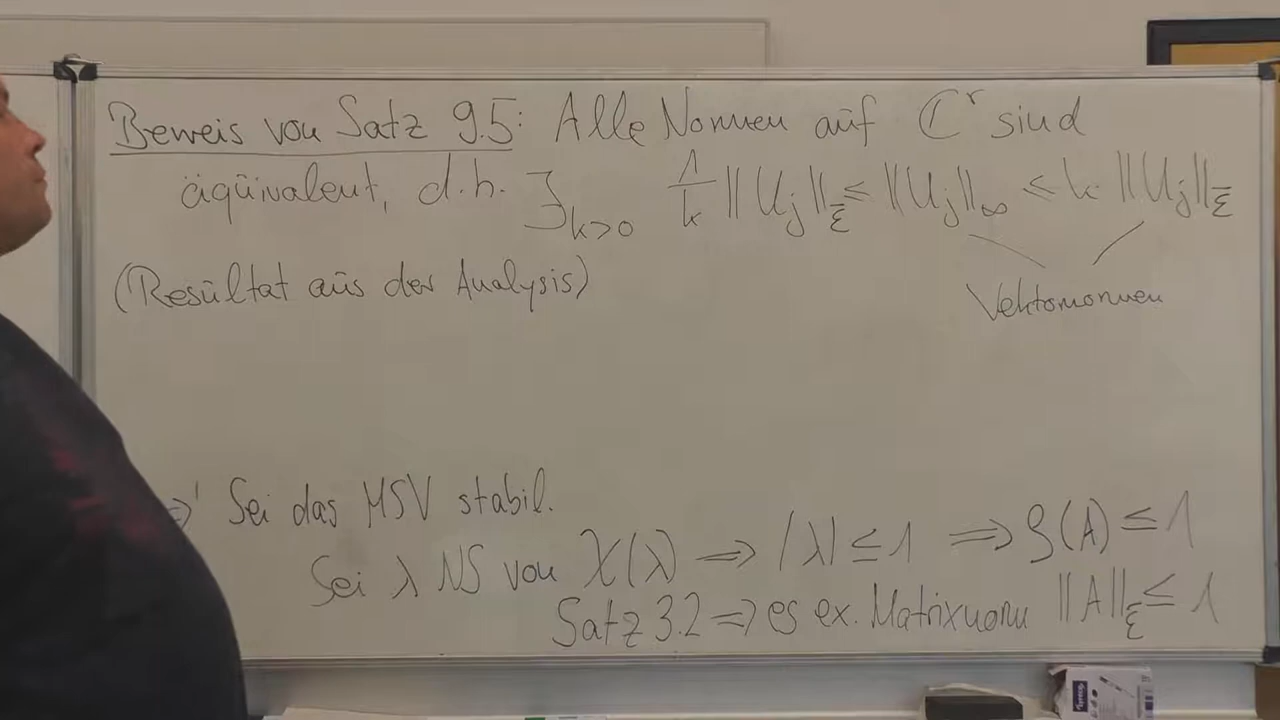 Beweis von Satz 9.5: Alle Normen auf ℂ^r sind
äquivalent, d.h. ∃_{k>0} 1/k ||U_j||_ξ ≤ ||U_j||_∞ ≤ k ||U_j||_ξ
(Resultat aus der Analysis)
Vektornormen
⇒' Sei das MSV stabil.
Sei λ NS von χ(λ) ⇒ |λ| ≤ 1 ⇒ ρ(A) ≤ 1
Satz 3.2 ⇒ es ex. Matrixnorm ||A||_ξ ≤ 1